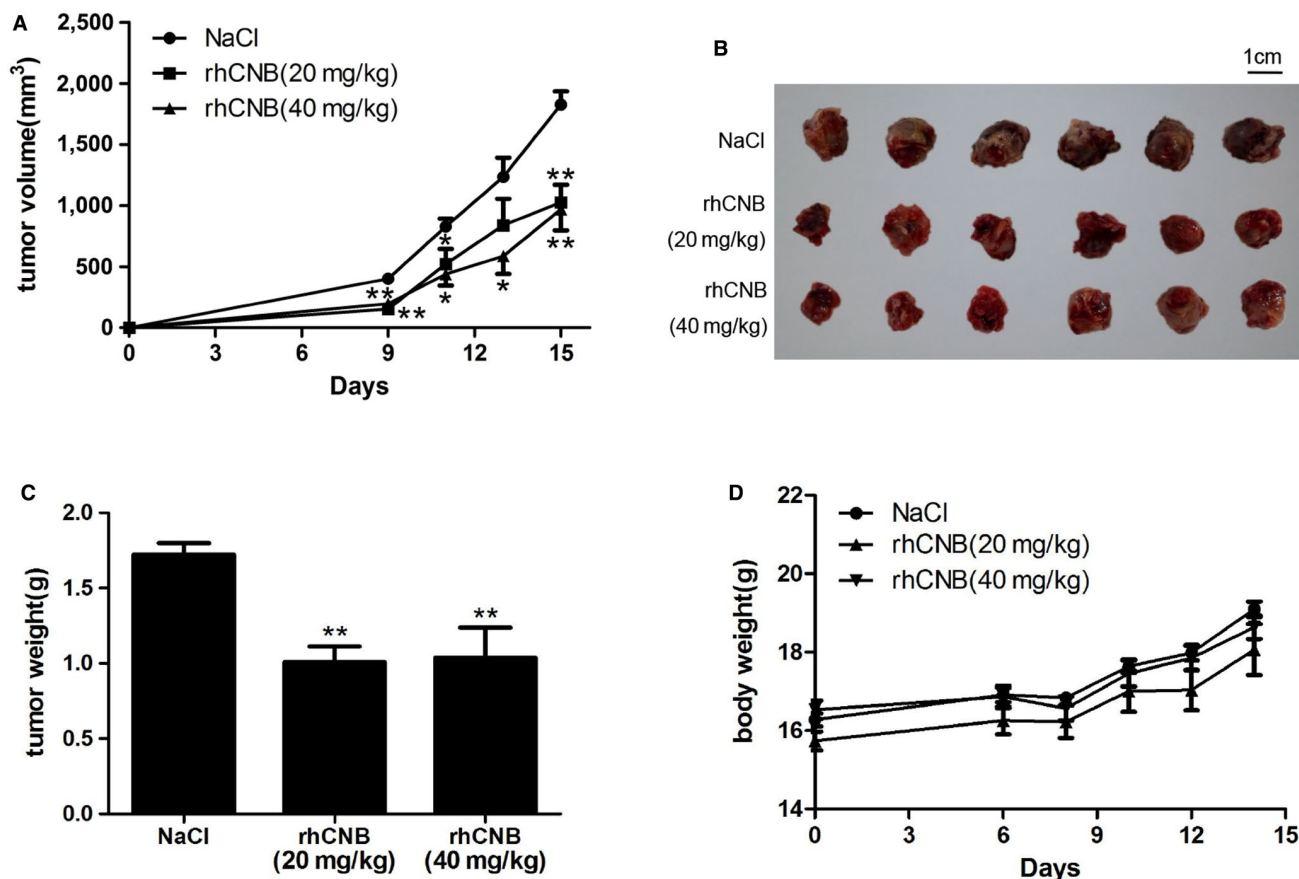 A
tumor volume(mm³)
2,500
2,000
1,500
1,000
500
0
NaCl
rhCNB(20 mg/kg)
rhCNB(40 mg/kg)
**
**
*
**
**
*
*
0
3
6
9
12
15
Days
B
1cm
NaCl
rhCNB
(20 mg/kg)
rhCNB
(40 mg/kg)
C
tumor weight(g)
2.0
1.5
1.0
0.5
0.0
**
**
NaCl
rhCNB
(20 mg/kg)
rhCNB
(40 mg/kg)
D
body weight(g)
22
20
18
16
14
NaCl
rhCNB(20 mg/kg)
rhCNB(40 mg/kg)
0
3
6
9
12
15
Days